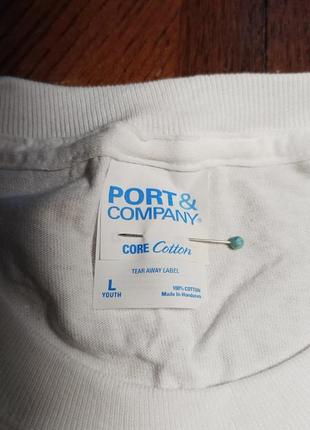 PORT&
COMPANY®
CORE Cotton
TEAR AWAY LABEL
L
YOUTH
100% COTTON
Made In Honduras